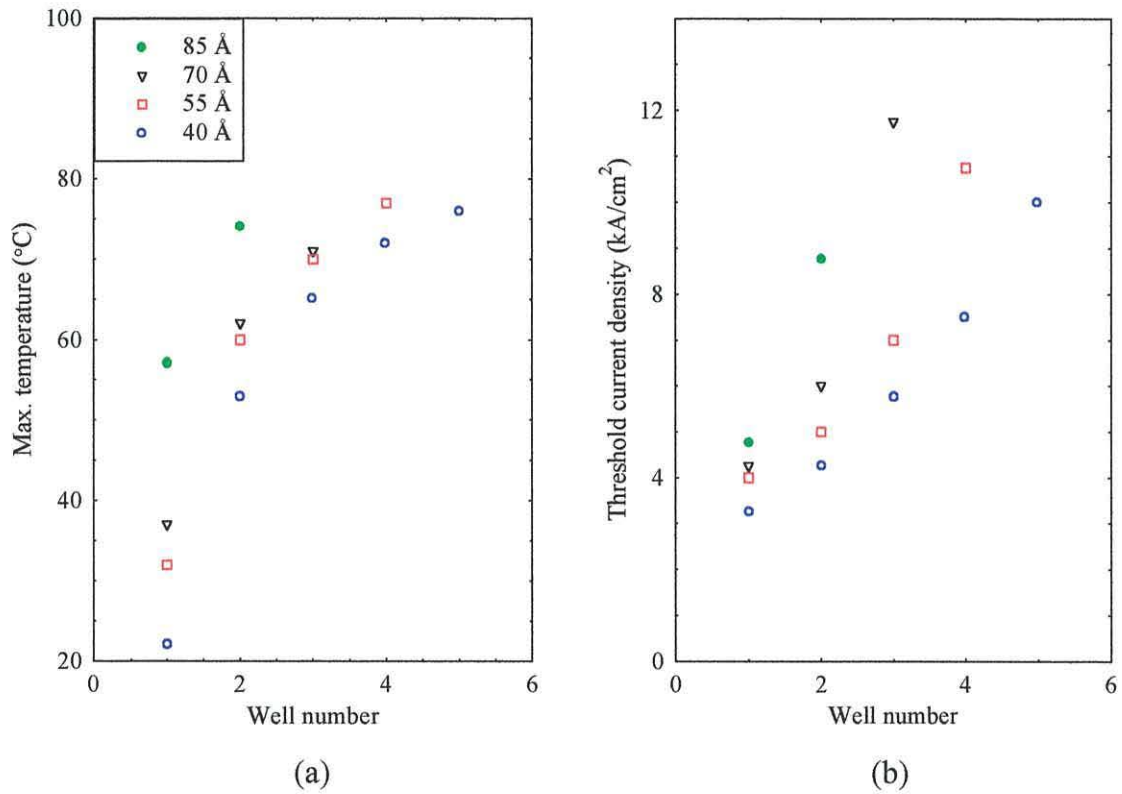 100
80
60
40
20
0
2
4
6
Max. temperature (°C)
Well number
85 Å
70 Å
55 Å
40 Å
(a)
12
8
4
0
0
2
4
6
Threshold current density (kA/cm²)
Well number
(b)